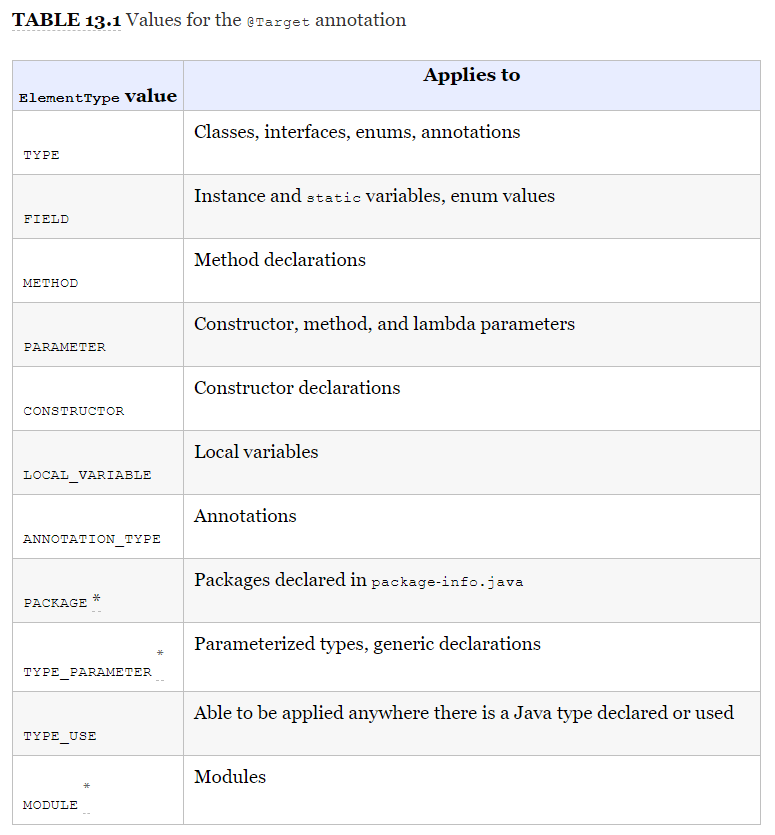 TABLE 13.1 Values for the @Target annotation
ElementType value
Applies to
TYPE
Classes, interfaces, enums, annotations
FIELD
Instance and static variables, enum values
METHOD
Method declarations
PARAMETER
Constructor, method, and lambda parameters
CONSTRUCTOR
Constructor declarations
LOCAL_VARIABLE
Local variables
ANNOTATION_TYPE
Annotations
PACKAGE *
Packages declared in package-info.java
TYPE_PARAMETER *
Parameterized types, generic declarations
TYPE_USE
Able to be applied anywhere there is a Java type declared or used
MODULE *
Modules